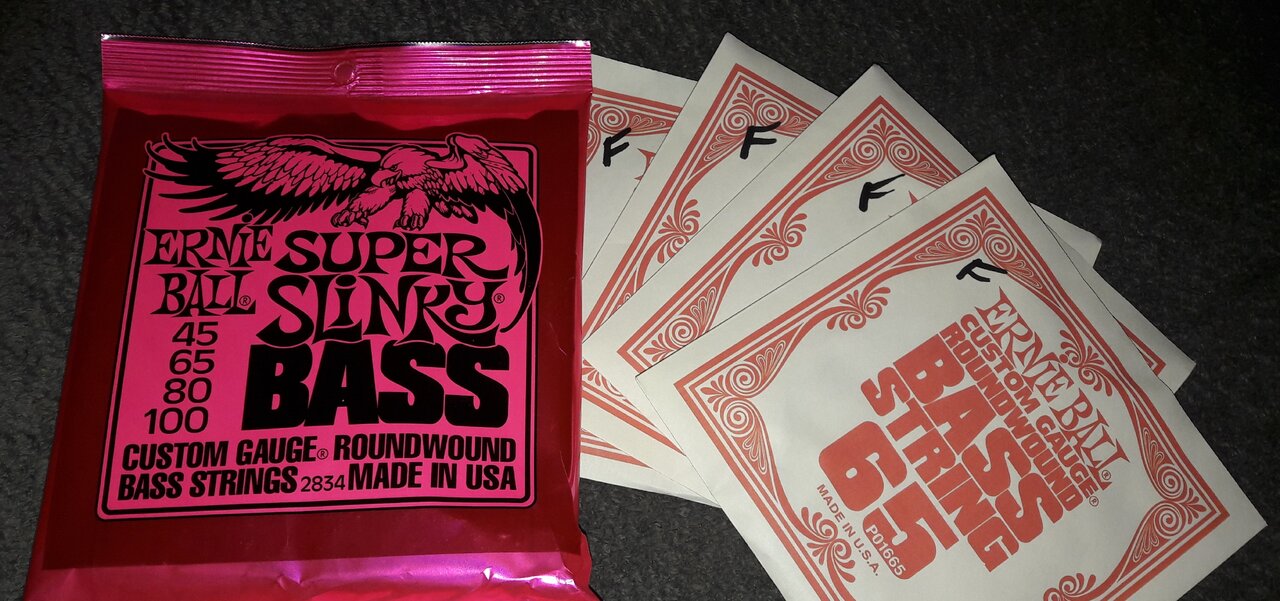 ERNIE BALL®
SUPER SLINKY®
BASS
45
65
80
100
CUSTOM GAUGE® ROUNDWOUND
BASS STRINGS 2834 MADE IN USA
F
F
F
F
ERNIE BALL®
CUSTOM GAUGE®
ROUNDWOUND
BASS
STRING
65
P01665
MADE IN U.S.A.